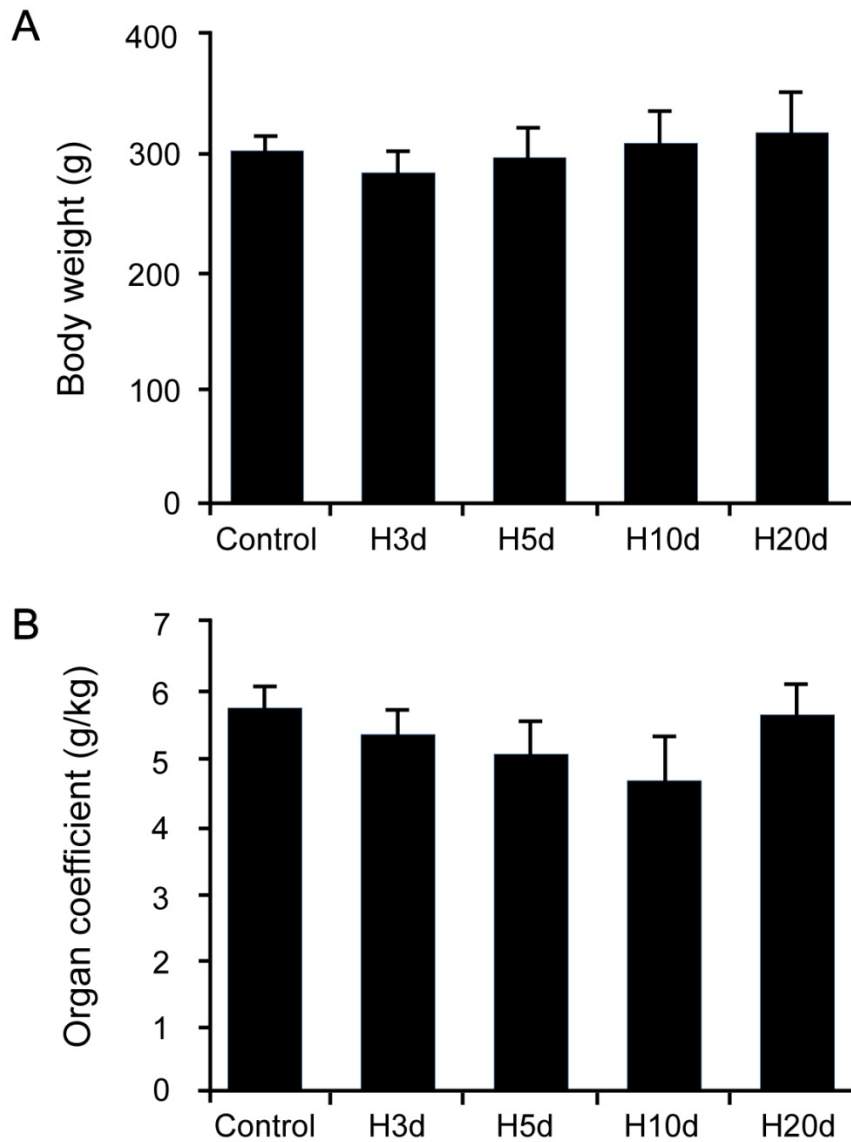 A
Body weight (g)
400
300
200
100
0
Control H3d H5d H10d H20d
B
Organ coefficient (g/kg)
7
6
5
4
3
2
1
0
Control H3d H5d H10d H20d